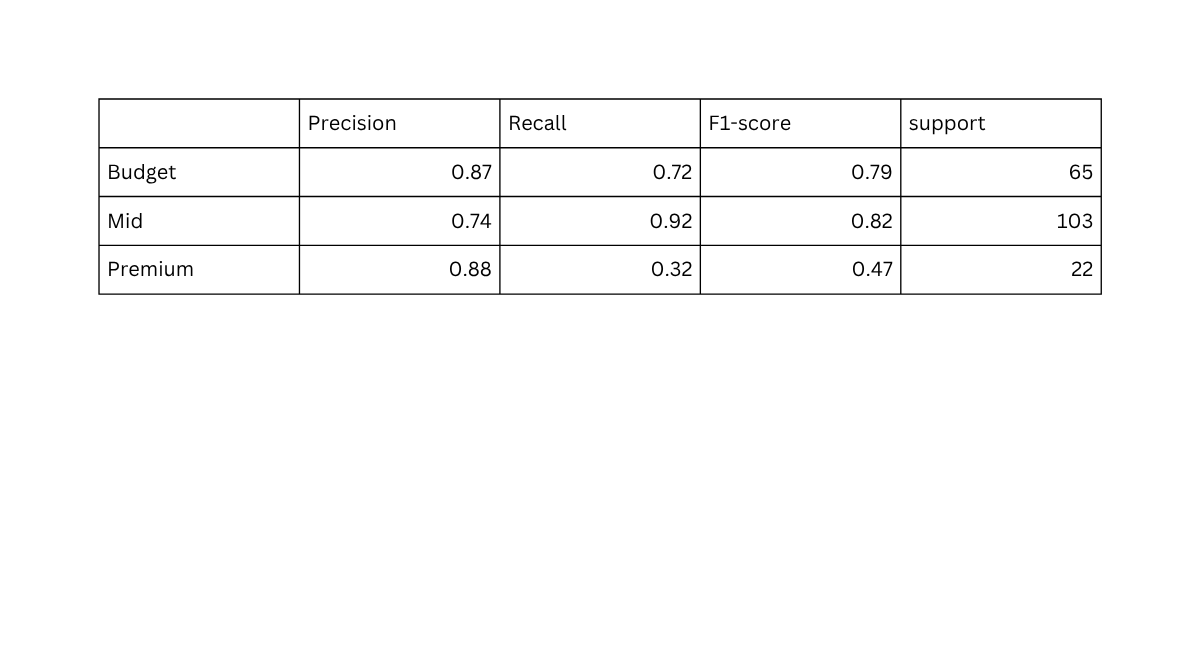 Precision Recall F1-score support
Budget 0.87 0.72 0.79 65
Mid 0.74 0.92 0.82 103
Premium 0.88 0.32 0.47 22